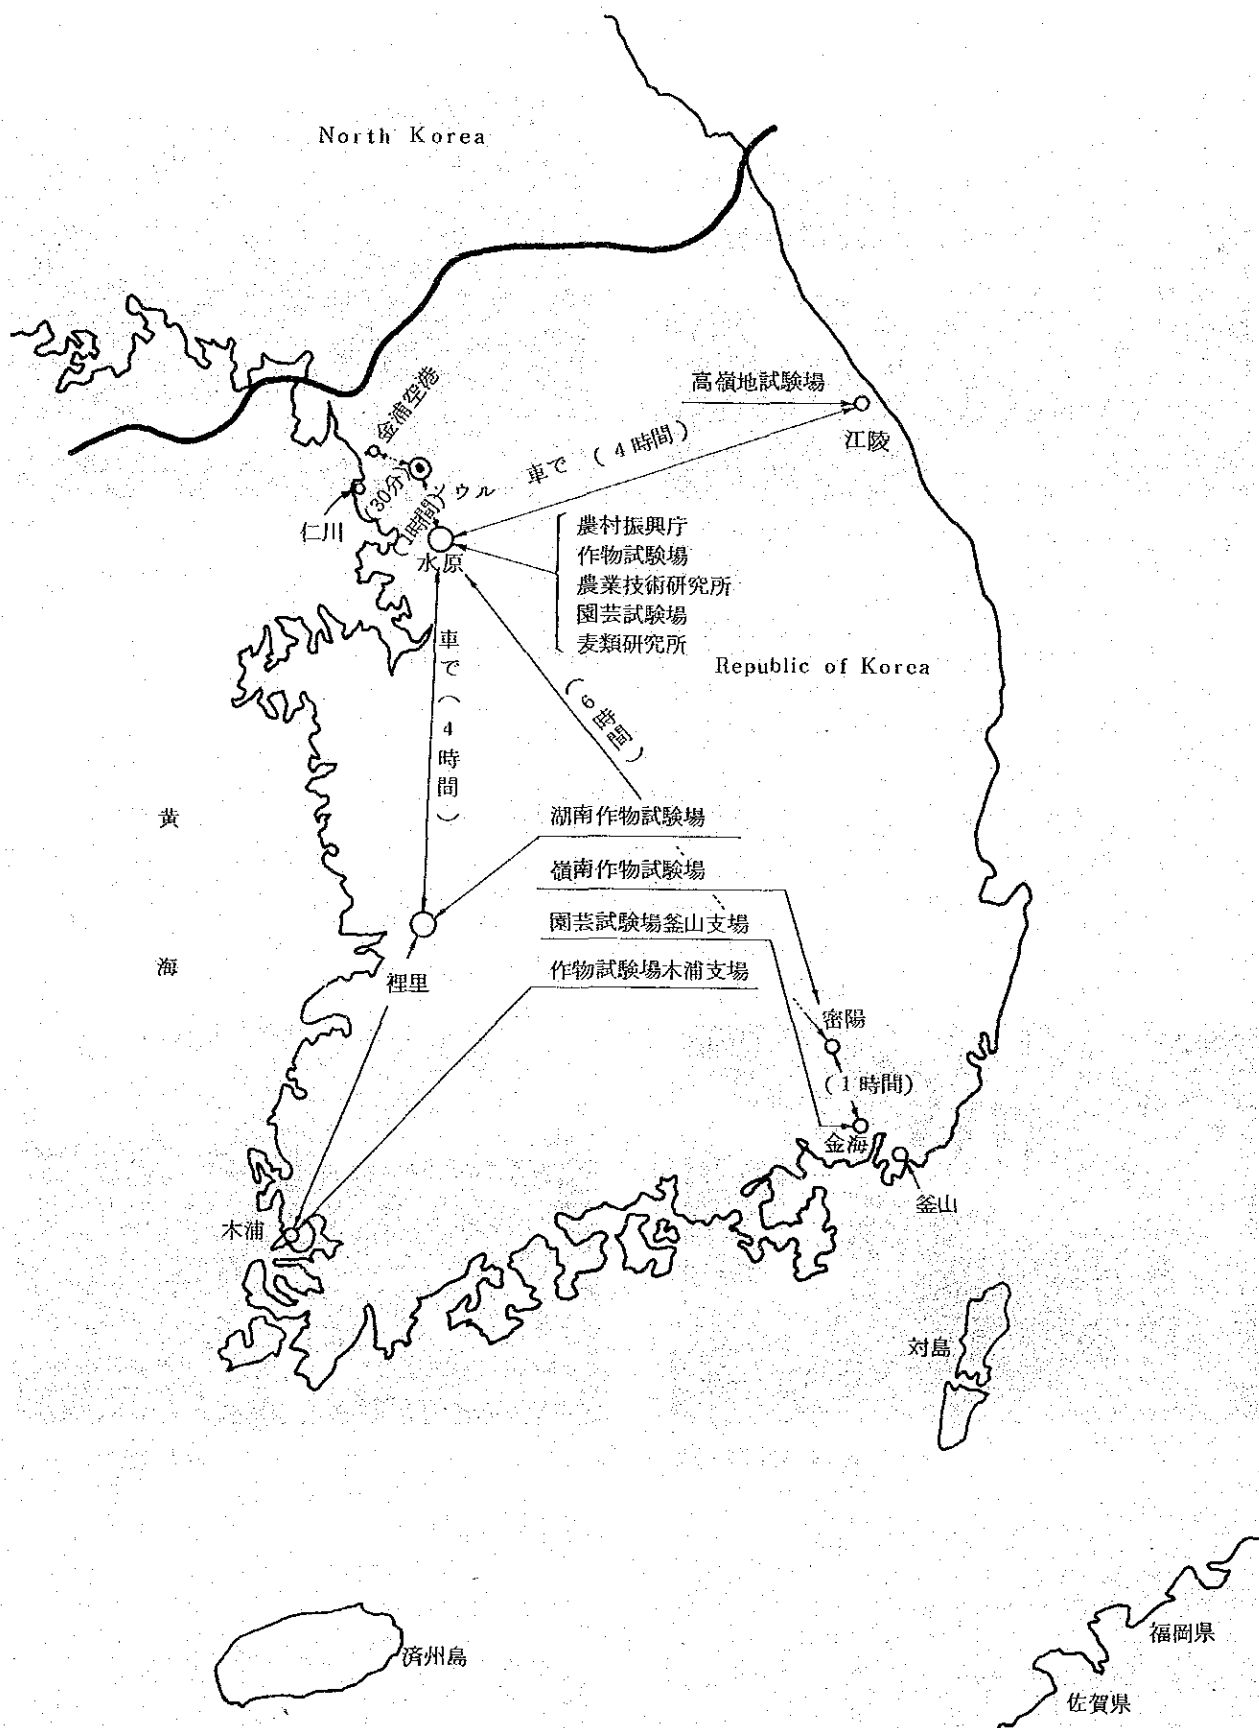 North Korea
金浦空港
高嶺地試験場
江陵
車で（4時間）
(30分)
ソウル
仁川
(1時間)
水原
農村振興庁
作物試験場
農業技術研究所
園芸試験場
麦類研究所
Republic of Korea
車で（4時間）
（6時間）
黄海
湖南作物試験場
嶺南作物試験場
園芸試験場釜山支場
作物試験場木浦支場
裡里
密陽
(1時間)
金海
釜山
木浦
対島
済州島
福岡県
佐賀県